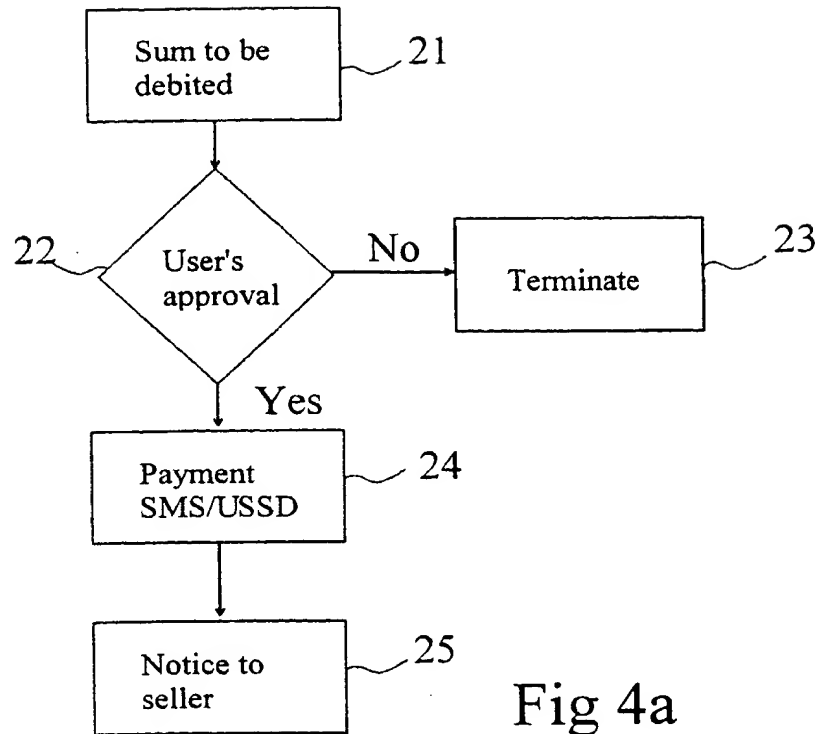 Sum to be
debited
21
22
User's
approval
No
23
Terminate
Yes
Payment
SMS/USSD
24
Notice to
seller
25
Fig 4a